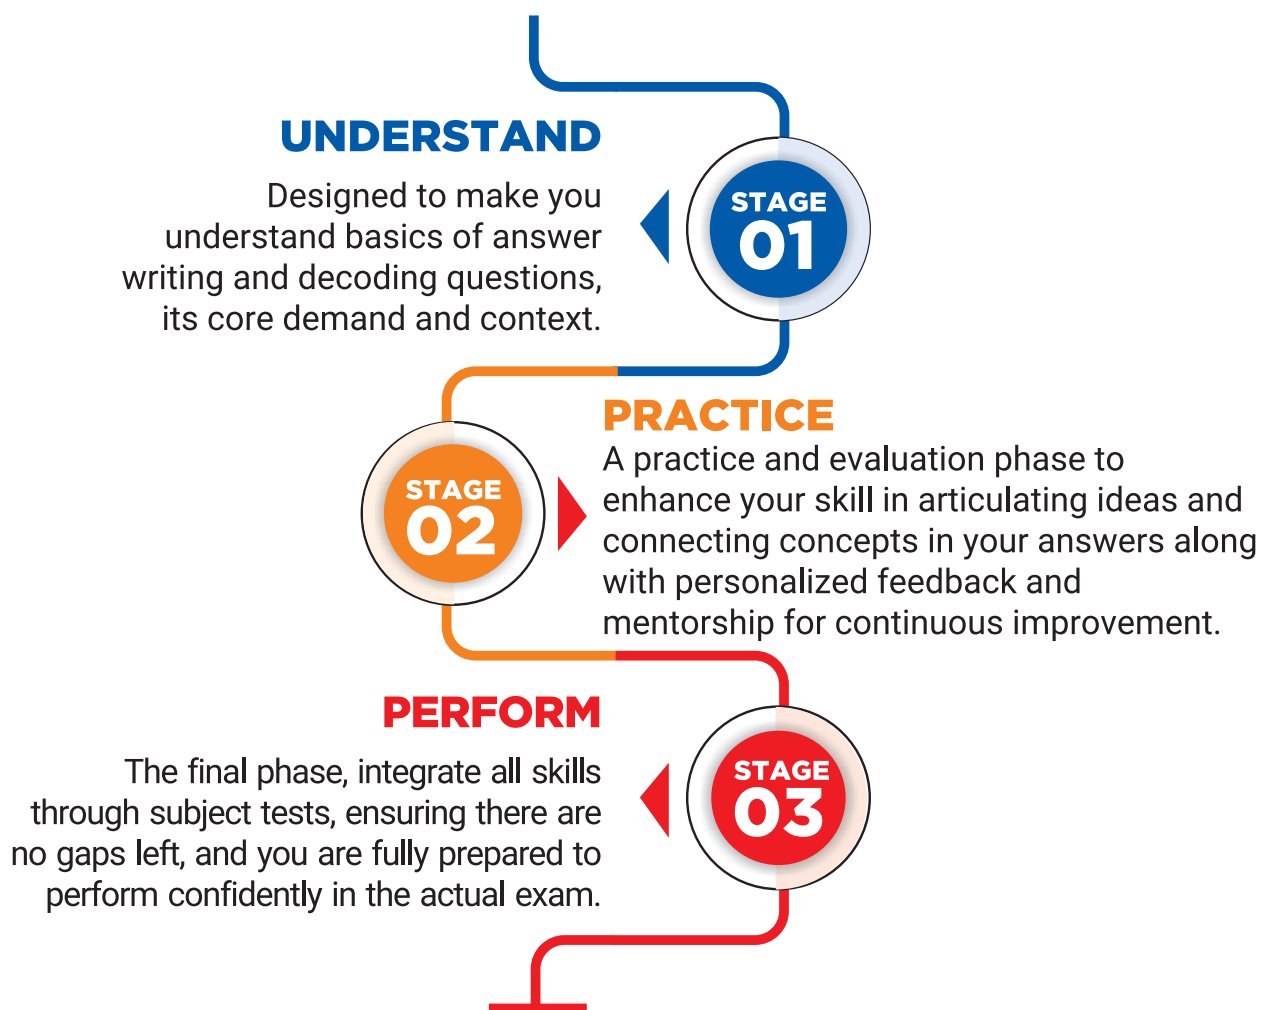 UNDERSTAND
Designed to make you
understand basics of answer
writing and decoding questions,
its core demand and context.
STAGE
01
PRACTICE
A practice and evaluation phase to
enhance your skill in articulating ideas and
connecting concepts in your answers along
with personalized feedback and
mentorship for continuous improvement.
STAGE
02
PERFORM
The final phase, integrate all skills
through subject tests, ensuring there are
no gaps left, and you are fully prepared to
perform confidently in the actual exam.
STAGE
03